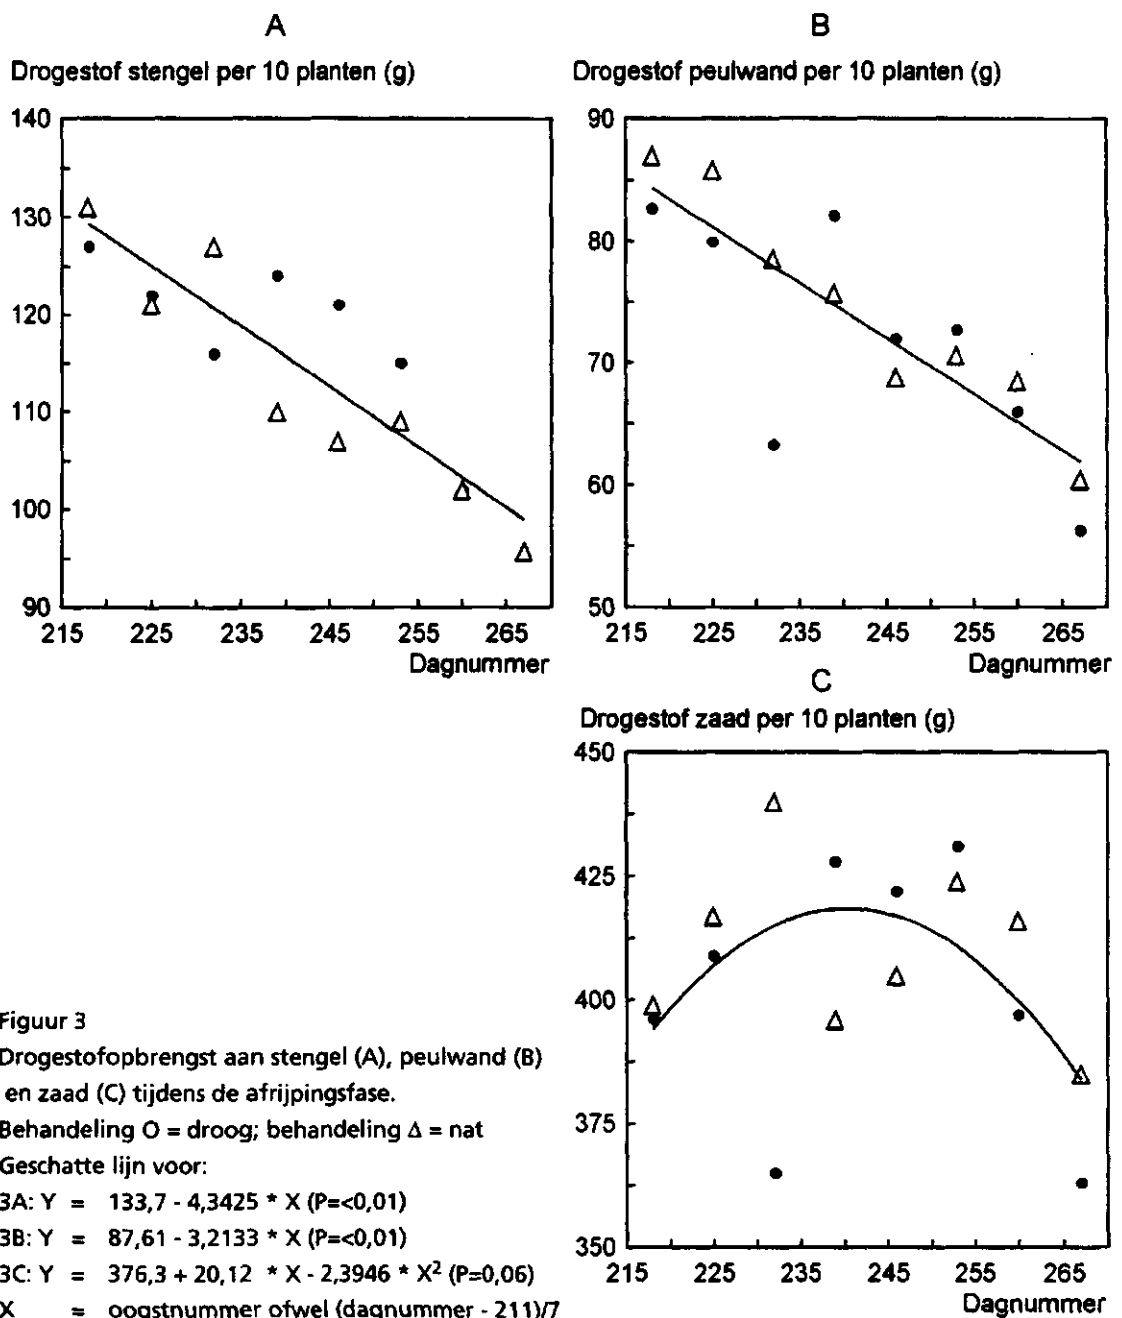 A
Drogestof stengel per 10 planten (g)
140
130
120
110
100
90
215 225 235 245 255 265
Dagnummer
B
Drogestof peulwand per 10 planten (g)
90
80
70
60
50
215 225 235 245 255 265
Dagnummer
C
Drogestof zaad per 10 planten (g)
450
425
400
375
350
215 225 235 245 255 265
Dagnummer
Figuur 3
Drogestofopbrengst aan stengel (A), peulwand (B)
en zaad (C) tijdens de afrijpingsfase.
Behandeling O = droog; behandeling Δ = nat
Geschatte lijn voor:
3A: Y = 133,7 - 4,3425 * X (P=<0,01)
3B: Y = 87,61 - 3,2133 * X (P=<0,01)
3C: Y = 376,3 + 20,12 * X - 2,3946 * X² (P=0,06)
X = oogstnummer ofwel (dagnummer - 211)/7